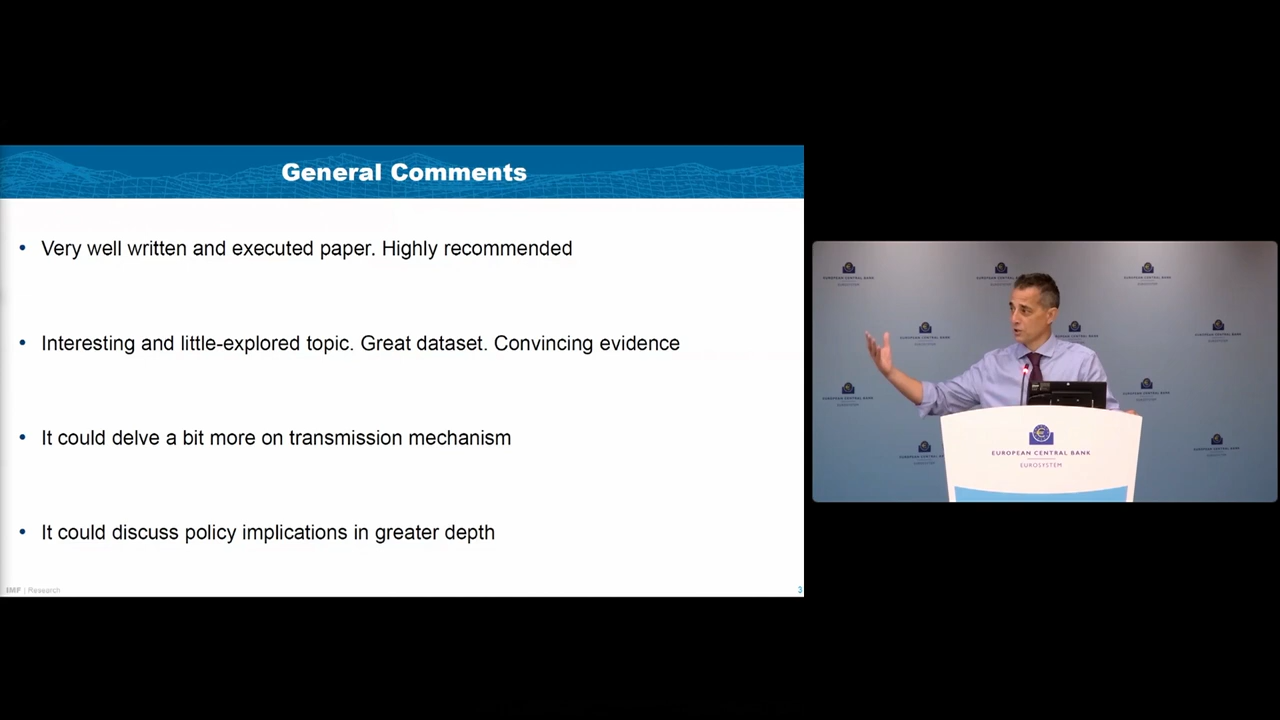 General Comments
• Very well written and executed paper. Highly recommended
• Interesting and little-explored topic. Great dataset. Convincing evidence
• It could delve a bit more on transmission mechanism
• It could discuss policy implications in greater depth
IMF | Research
3
EUROPEAN CENTRAL BANK
EUROSYSTEM